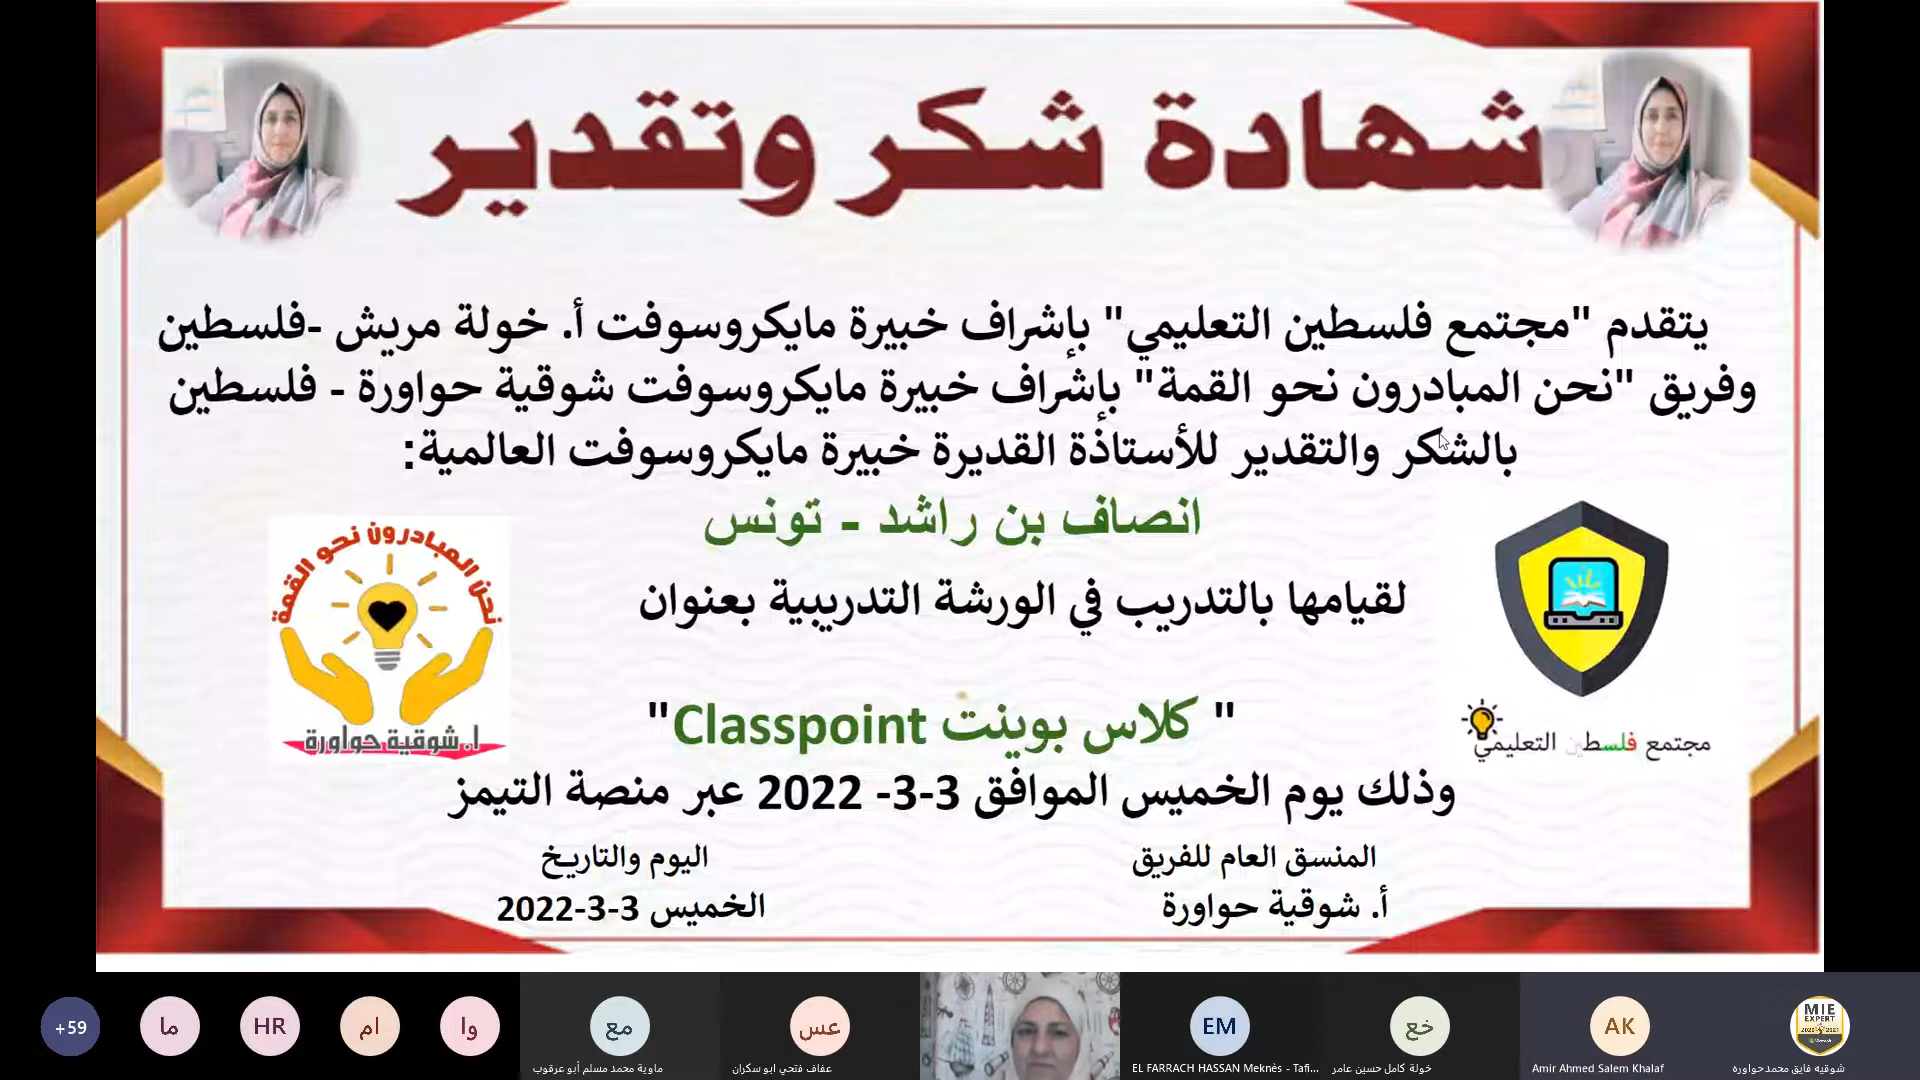 شهادة شكر وتقدير
يتقدم "مجتمع فلسطين التعليمي" بإشراف خبيرة مايكروسوفت أ. خولة مريش -فلسطين
وفريق "نحن المبادرون نحو القمة" بإشراف خبيرة مايكروسوفت شوقية حواورة - فلسطين
بالشكر والتقدير للأستاذة القديرة خبيرة مايكروسوفت العالمية:
انصاف بن راشد - تونس
لقيامها بالتدريب في الورشة التدريبية بعنوان
" كلاس بوينت Classpoint"
وذلك يوم الخميس الموافق 3-3- 2022 عبر منصة التيمز
المنسق العام للفريق
أ. شوقية حواورة
اليوم والتاريخ
الخميس 3-3-2022
مجتمع فلسطين التعليمي
نحن المبادرون نحو القمة
أ. شوقية حواورة
+59
ما
HR
ام
وا
مع
ماوية محمد مسلم أبو عرقوب
عس
عفاف فتحي ابو سكران
EM
EL FARRACH HASSAN Meknès - Tafi...
خع
خولة كامل حسين عامر
AK
Amir Ahmed Salem Khalaf
MIE
EXPERT
2020 2021
شوقيه فايق محمدحواوره